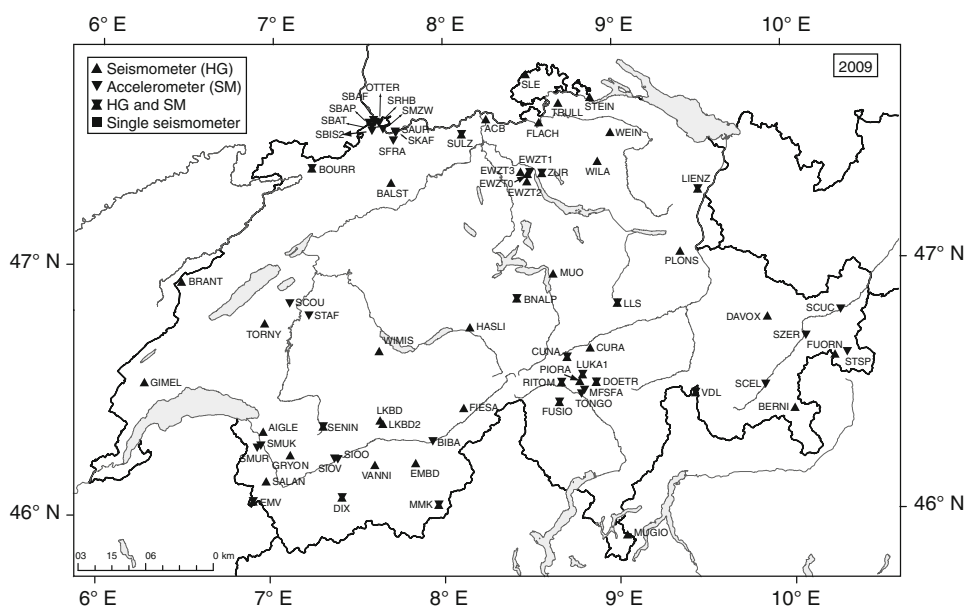 6° E 7° E 8° E 9° E 10° E
2009
Seismometer (HG)
Accelerometer (SM)
HG and SM
Single seismometer
OTTER
SBAF
SRHB
SBAP
SMZW
SBAT
SAUR
SBIS2
SKAF
SFRA
BOURR
BALST
SULZ
ACB
SLE
TRULL
STEIN
FLACH
WEIN
EWZT1
EWZT3
ZUR
EWZT0
EWZT2
WILA
LIENZ
47° N
47° N
PLONS
BRANT
MUO
SCOU
STAF
BNALP
LLS
DAVOX
SCUC
TORNY
HASLI
SZER
WIMIS
CUNA
CURA
FUORN
STSP
PIORA
LUKA1
GIMEL
RITOM
DOETR
SCEL
MFSFA
VDL
TONGO
FUSIO
BERNI
LKBD
FIESA
LKBD2
AIGLE
SENIN
SMUK
BIBA
SMUR
SIOO
GRYON
SIOV
VANNI
EMBD
SALAN
EMV
DIX
MMK
46° N
46° N
MUGIO
03 15 06 0 km
6° E 7° E 8° E 9° E 10° E